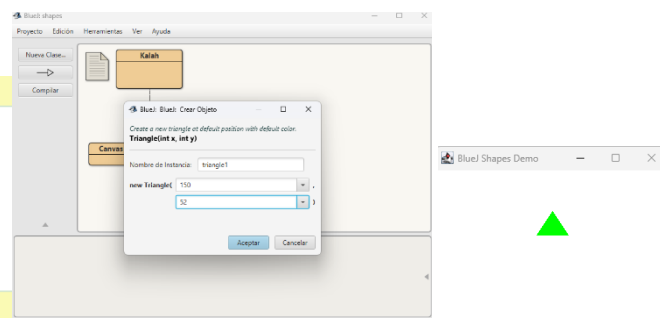 BlueJ: shapes
Proyecto Edición Herramientas Ver Ayuda
Nueva Clase...
Compilar
Kalah
Canvas
BlueJ: BlueJ: Crear Objeto
Create a new triangle at default position with default color.
Triangle(int x, int y)
Nombre de Instancia: triangle1
new Triangle( 150 ,
52 )
Aceptar Cancelar
BlueJ Shapes Demo